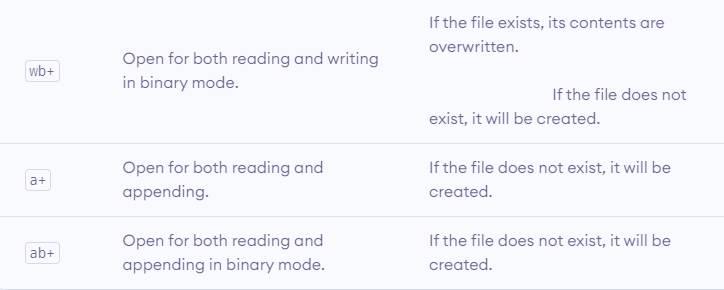 If the file exists, its contents are
overwritten.
wb+
Open for both reading and writing
in binary mode.
If the file does not
exist, it will be created.
a+
Open for both reading and
appending.
If the file does not exist, it will be
created.
ab+
Open for both reading and
appending in binary mode.
If the file does not exist, it will be
created.